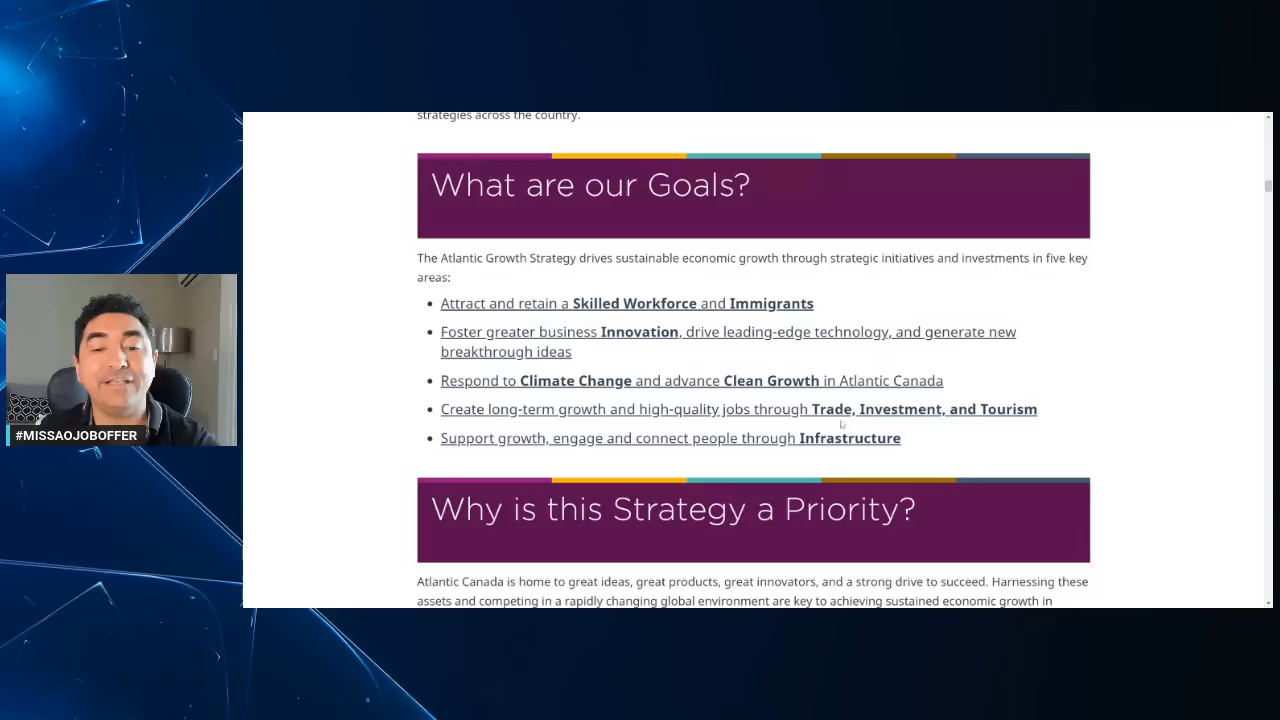 strategies across the country.
What are our Goals?
The Atlantic Growth Strategy drives sustainable economic growth through strategic initiatives and investments in five key
areas:
• Attract and retain a Skilled Workforce and Immigrants
• Foster greater business Innovation, drive leading-edge technology, and generate new
breakthrough ideas
• Respond to Climate Change and advance Clean Growth in Atlantic Canada
• Create long-term growth and high-quality jobs through Trade, Investment, and Tourism
• Support growth, engage and connect people through Infrastructure
#MISSAOJOBOFFER
Why is this Strategy a Priority?
Atlantic Canada is home to great ideas, great products, great innovators, and a strong drive to succeed. Harnessing these
assets and competing in a rapidly changing global environment are key to achieving sustained economic growth in